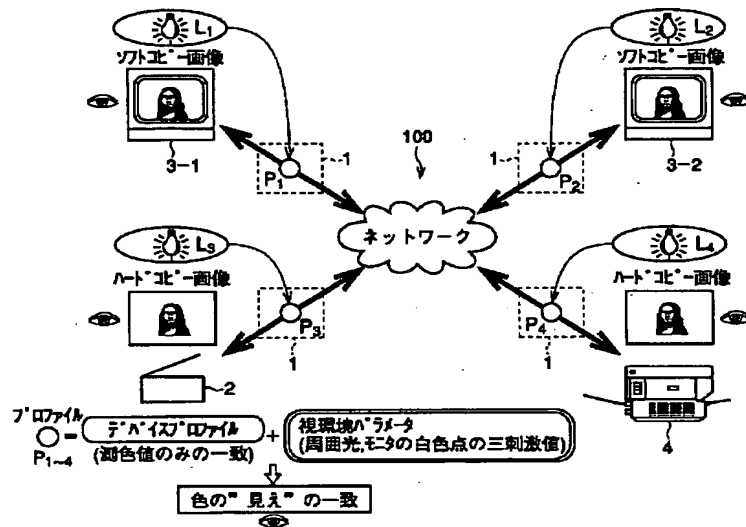 L₁
ソフトコピー画像
3-1
L₂
ソフトコピー画像
3-2
100
1
P₁
1
P₂
ネットワーク
L₃
ハードコピー画像
P₃
1
2
L₄
ハードコピー画像
P₄
1
4
プロファイル
P₁~₄
=
デバイスプロファイル
(測色値のみの一致)
+
視環境パラメータ
(周囲光,モニタの白色点の三刺激値)
色の"見え"の一致